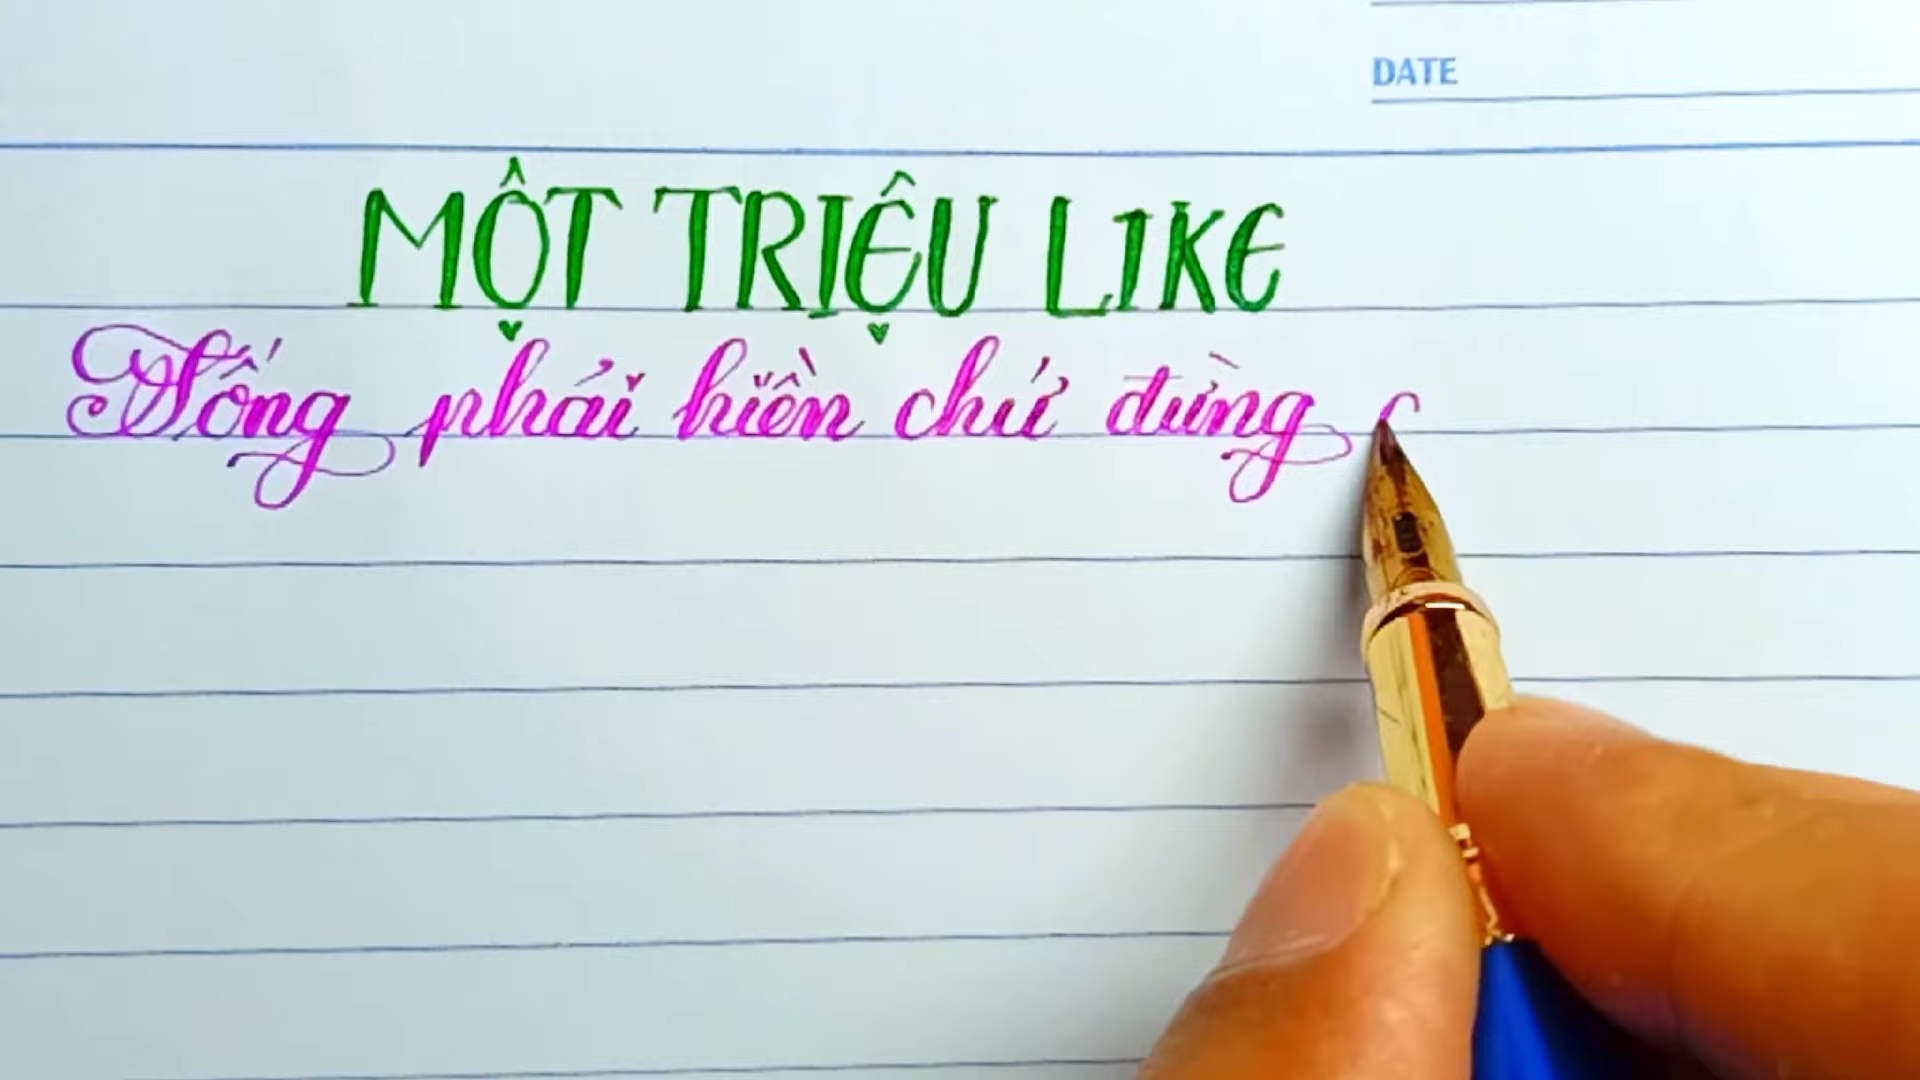 DATE
MỘT TRIỆU LIKE
Sống phải hiền chứ đừng